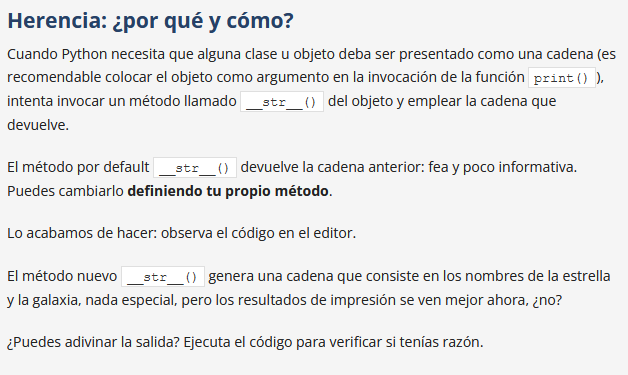 Herencia: ¿por qué y cómo?
Cuando Python necesita que alguna clase u objeto deba ser presentado como una cadena (es
recomendable colocar el objeto como argumento en la invocación de la función print()),
intenta invocar un método llamado __str__() del objeto y emplear la cadena que
devuelve.
El método por default __str__() devuelve la cadena anterior: fea y poco informativa.
Puedes cambiarlo definiendo tu propio método.
Lo acabamos de hacer: observa el código en el editor.
El método nuevo __str__() genera una cadena que consiste en los nombres de la estrella
y la galaxia, nada especial, pero los resultados de impresión se ven mejor ahora, ¿no?
¿Puedes adivinar la salida? Ejecuta el código para verificar si tenías razón.